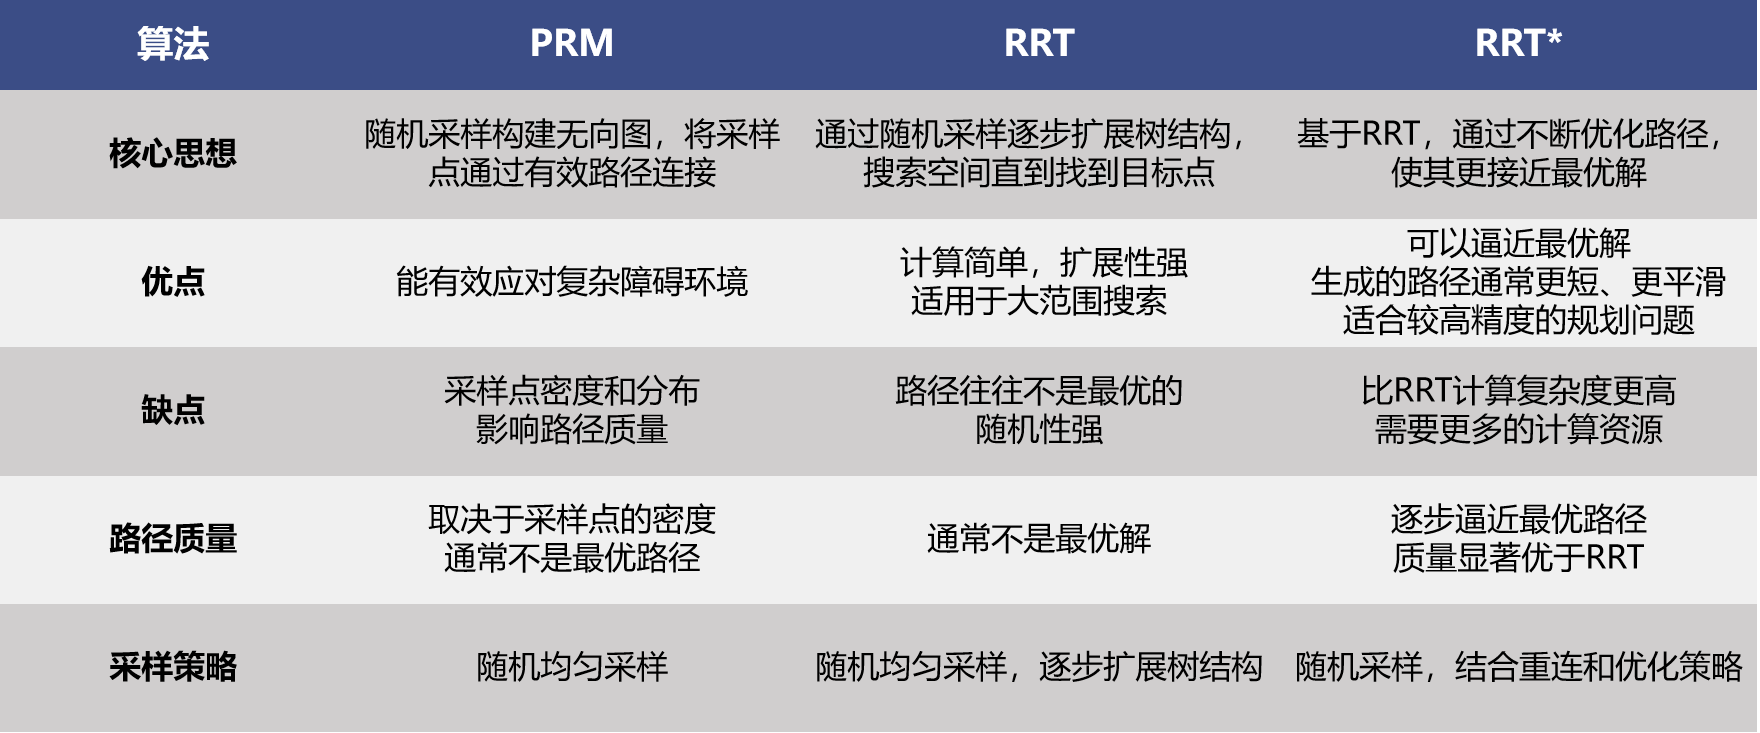 算法 PRM RRT RRT*
核心思想
随机采样构建无向图，将采样
点通过有效路径连接
通过随机采样逐步扩展树结构，
搜索空间直到找到目标点
基于RRT，通过不断优化路径，
使其更接近最优解
优点
能有效应对复杂障碍环境
计算简单，扩展性强
适用于大范围搜索
可以逼近最优解
生成的路径通常更短、更平滑
适合较高精度的规划问题
缺点
采样点密度和分布
影响路径质量
路径往往不是最优的
随机性强
比RRT计算复杂度更高
需要更多的计算资源
路径质量
取决于采样点的密度
通常不是最优路径
通常不是最优解
逐步逼近最优路径
质量显著优于RRT
采样策略
随机均匀采样
随机均匀采样，逐步扩展树结构
随机采样，结合重连和优化策略